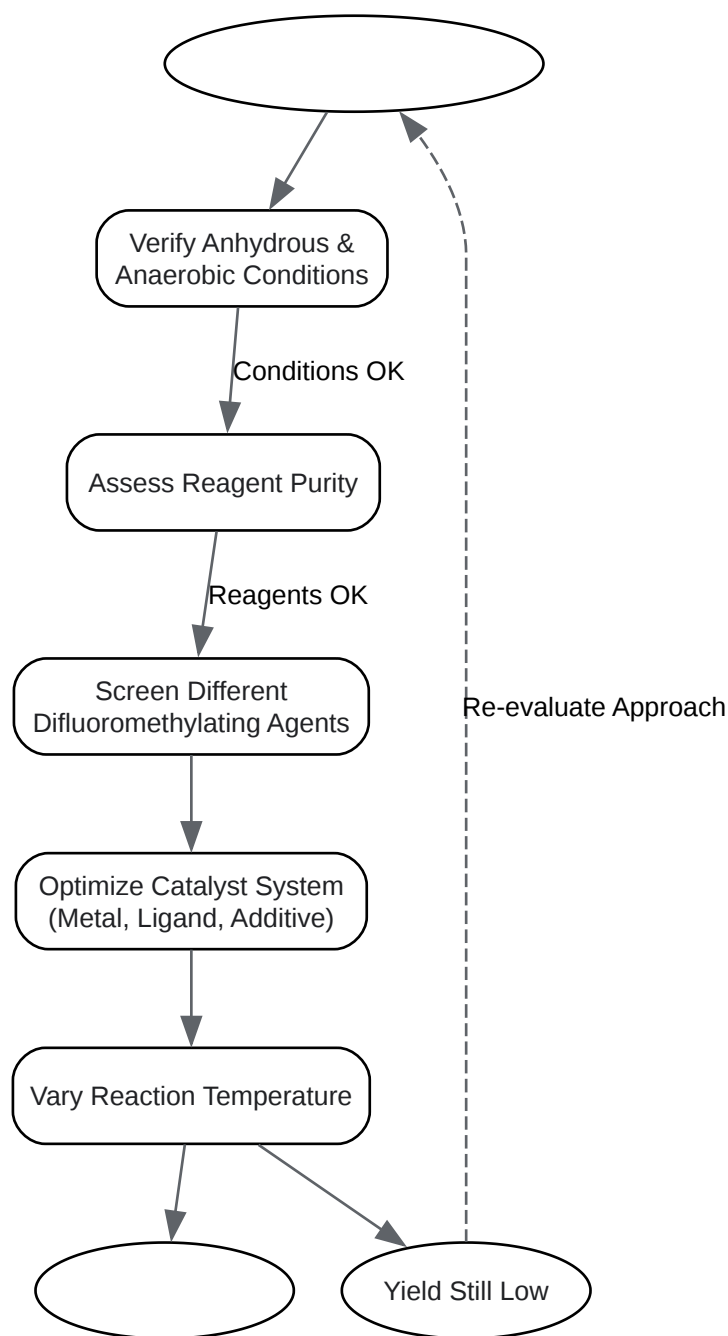 Verify Anhydrous &
Anaerobic Conditions
Conditions OK
Assess Reagent Purity
Reagents OK
Screen Different
Difluoromethylating Agents
Re-evaluate Approach
Optimize Catalyst System
(Metal, Ligand, Additive)
Vary Reaction Temperature
Yield Still Low